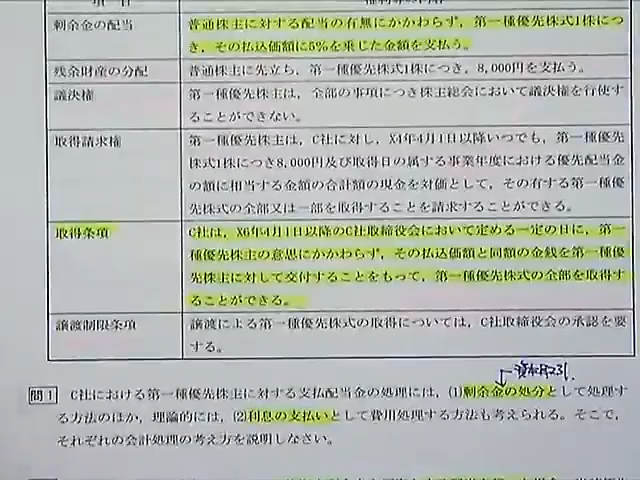 剰余金の配当
普通株主に対する配当の有無にかかわらず，第一種優先株式1株につ
き，その払込価額に5%を乗じた金額を支払う。
残余財産の分配
普通株主に先立ち，第一種優先株式1株につき，8,000円を支払う。
議決権
第一種優先株主は，全部の事項につき株主総会において議決権を行使す
ることができない。
取得請求権
第一種優先株主は，C社に対し，X4年4月1日以降いつでも，第一種優先
株式1株につき8,000円及び取得日の属する事業年度における優先配当金
の額に相当する金額の合計額の現金を対価として，その有する第一種優
先株式の全部又は一部を取得することを請求することができる。
取得条項
C社は，X6年4月1日以降のC社取締役会において定める一定の日に，第一
種優先株主の意思にかかわらず，その払込価額と同額の金銭を第一種優
先株主に対して交付することをもって，第一種優先株式の全部を取得す
ることができる。
譲渡制限条項
譲渡による第一種優先株式の取得については，C社取締役会の承認を要
する。
問1 C社における第一種優先株主に対する支払配当金の処理には，(1)剰余金の処分として処理す
る方法のほか，理論的には，(2)利息の支払いとして費用処理する方法も考えられる。そこで，
それぞれの会計処理の考え方を説明しなさい。